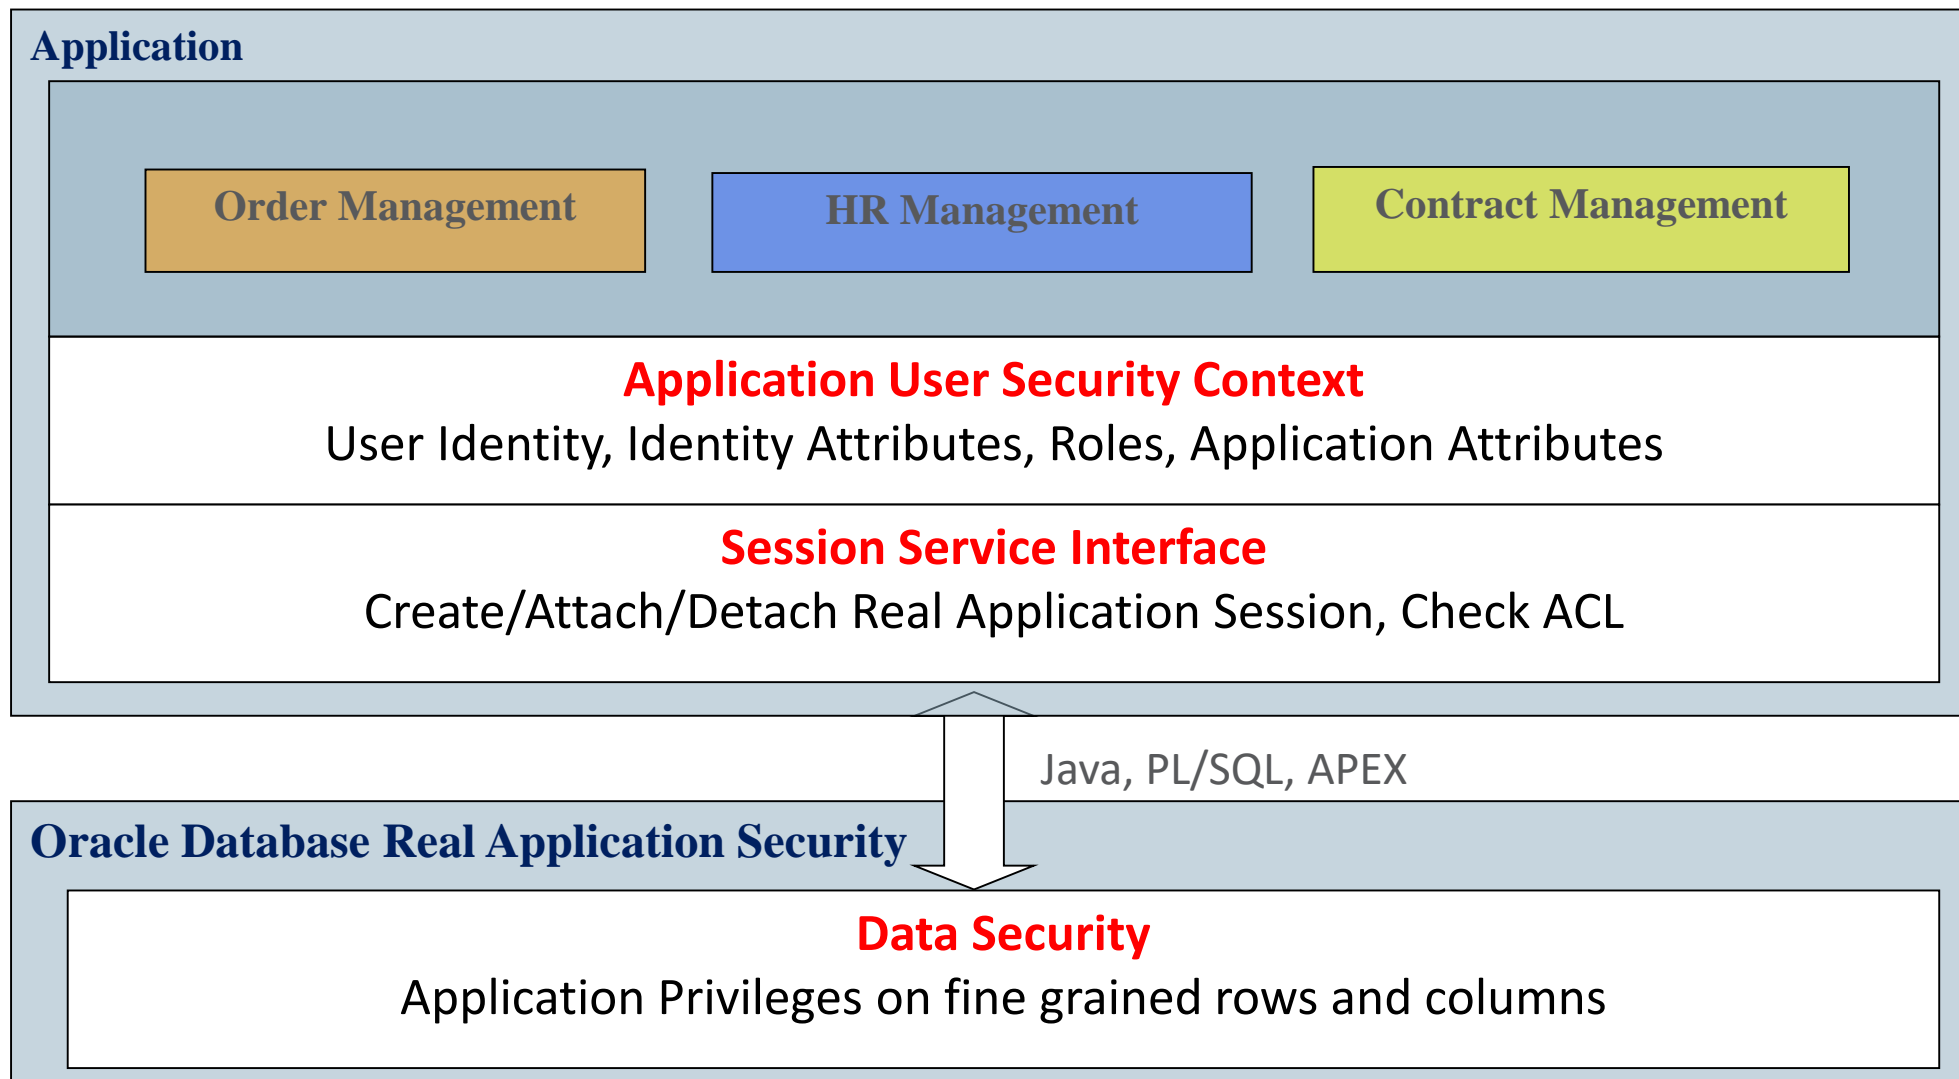 Application
Order Management
HR Management
Contract Management
Application User Security Context
User Identity, Identity Attributes, Roles, Application Attributes
Session Service Interface
Create/Attach/Detach Real Application Session, Check ACL
Java, PL/SQL, APEX
Oracle Database Real Application Security
Data Security
Application Privileges on fine grained rows and columns